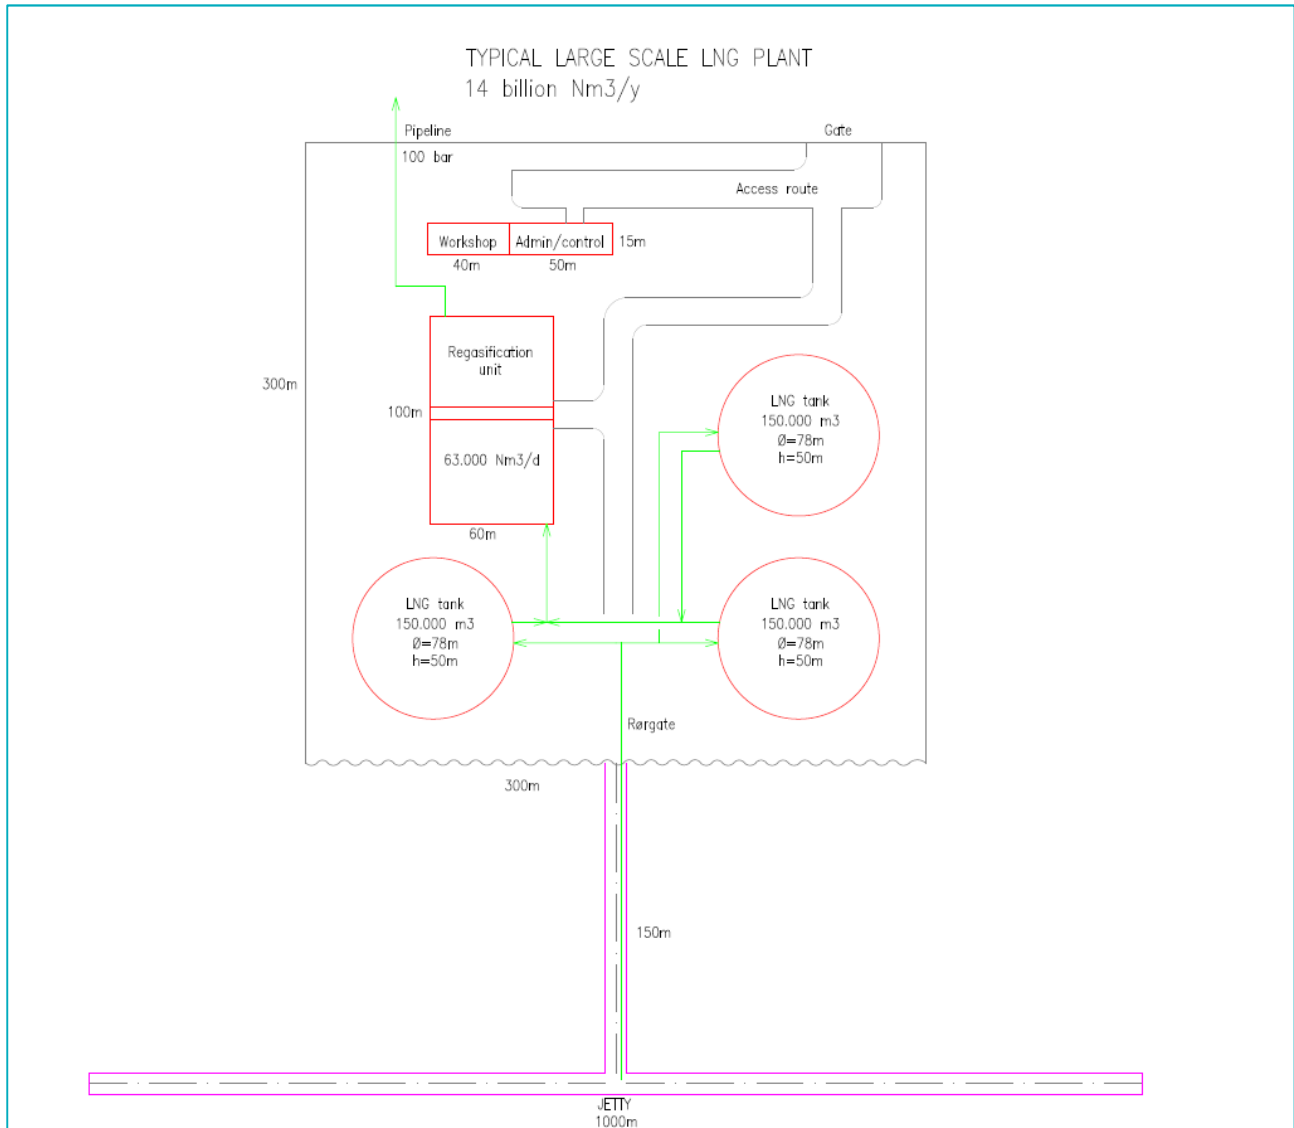 TYPICAL LARGE SCALE LNG PLANT
14 billion Nm3/y
Pipeline
Gate
100 bar
Access route
Workshop
Admin/control
15m
40m
50m
Regasification
unit
300m
100m
63.000 Nm3/d
60m
LNG tank
150.000 m3
Ø=78m
h=50m
LNG tank
150.000 m3
Ø=78m
h=50m
LNG tank
150.000 m3
Ø=78m
h=50m
Rørgate
300m
150m
JETTY
1000m